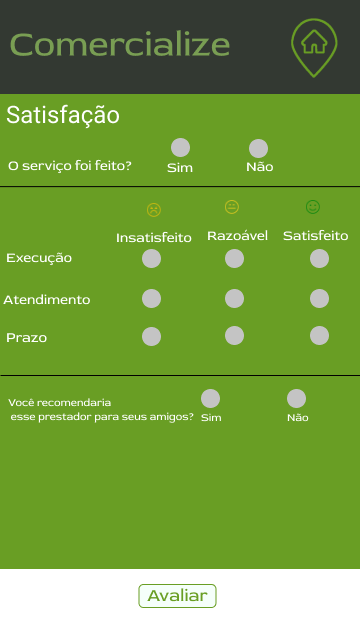 Comercialize
Satisfação
O serviço foi feito? Sim Não
Insatisfeito Razoável Satisfeito
Execução
Atendimento
Prazo
Você recomendaria
esse prestador para seus amigos? Sim Não
Avaliar